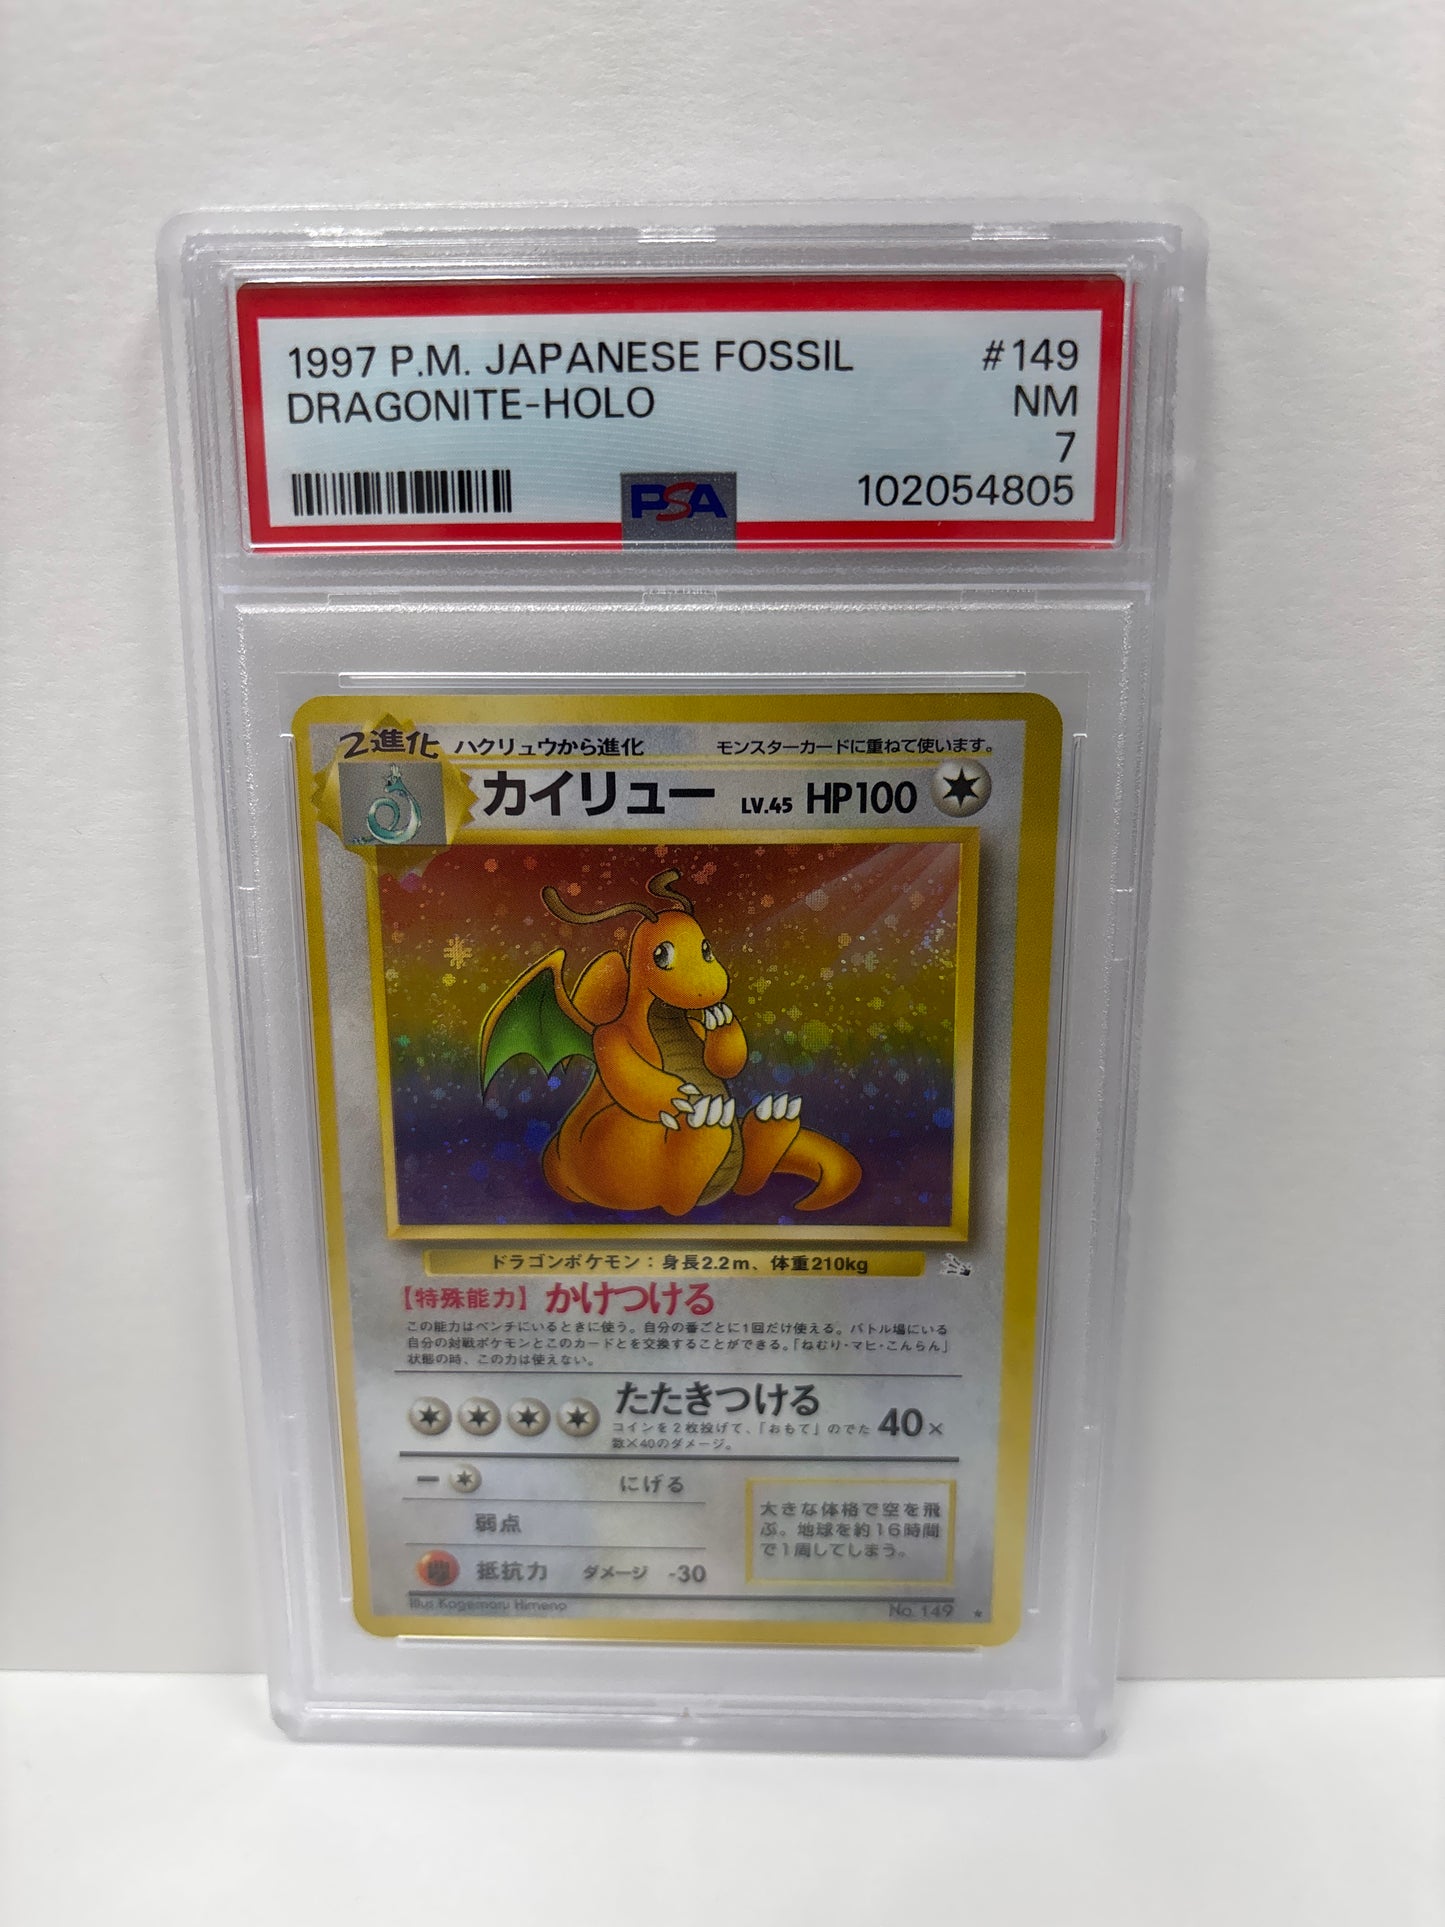 1997 P.M. JAPANESE FOSSIL #149
DRAGONITE-HOLO NM
7
PSA 102054805
2進化 ハクリュウから進化 モンスターカードに重ねて使います。
カイリュー LV.45 HP100
ドラゴンポケモン：身長2.2m、体重210kg
【特殊能力】かけつける
この能力はベンチにいるときに使う。自分の番ごとに1回だけ使える。バトル場にいる
自分の対戦ポケモンとこのカードとを交換することができる。「ねむり・マヒ・こんらん」
状態の時、この力は使えない。
たたきつける
コインを2枚投げて、「おもて」のでた 40×
数×40のダメージ。
ー にげる
弱点
抵抗力 ダメージ -30
大きな体格で空を飛
ぶ。地球を約16時間
で1周してしまう。
Illus Kagemaru Himeno No. 149 ★